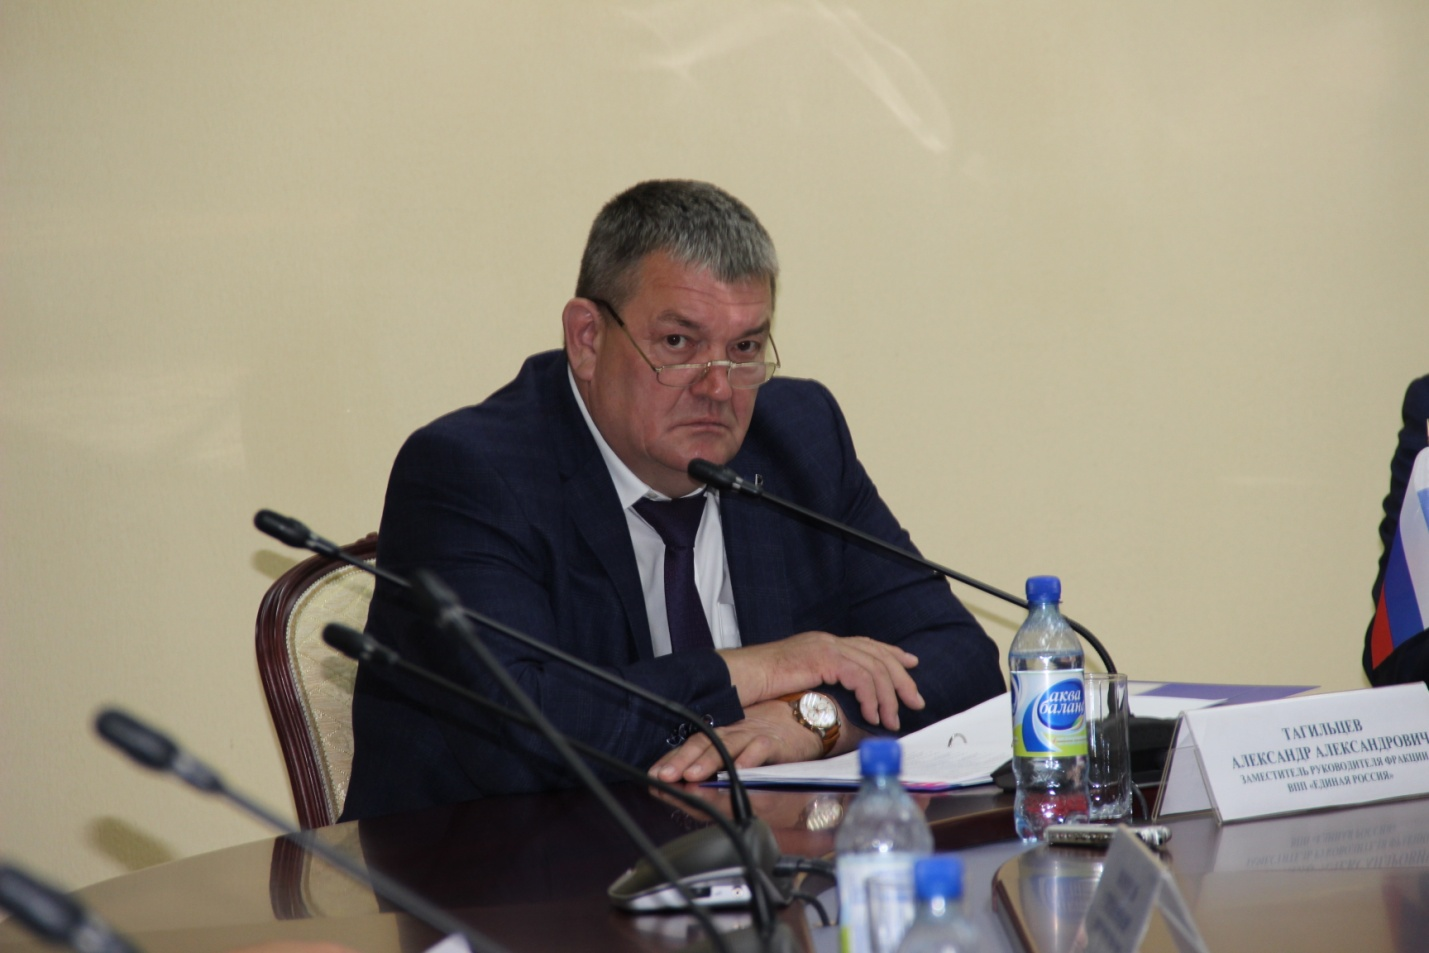 аква
баланс
ТАГИЛЬЦЕВ
АЛЕКСАНДР АЛЕКСАНДРОВИЧ
ЗАМЕСТИТЕЛЬ РУКОВОДИТЕЛЯ ФРАКЦИИ
ВПП «ЕДИНАЯ РОССИЯ»